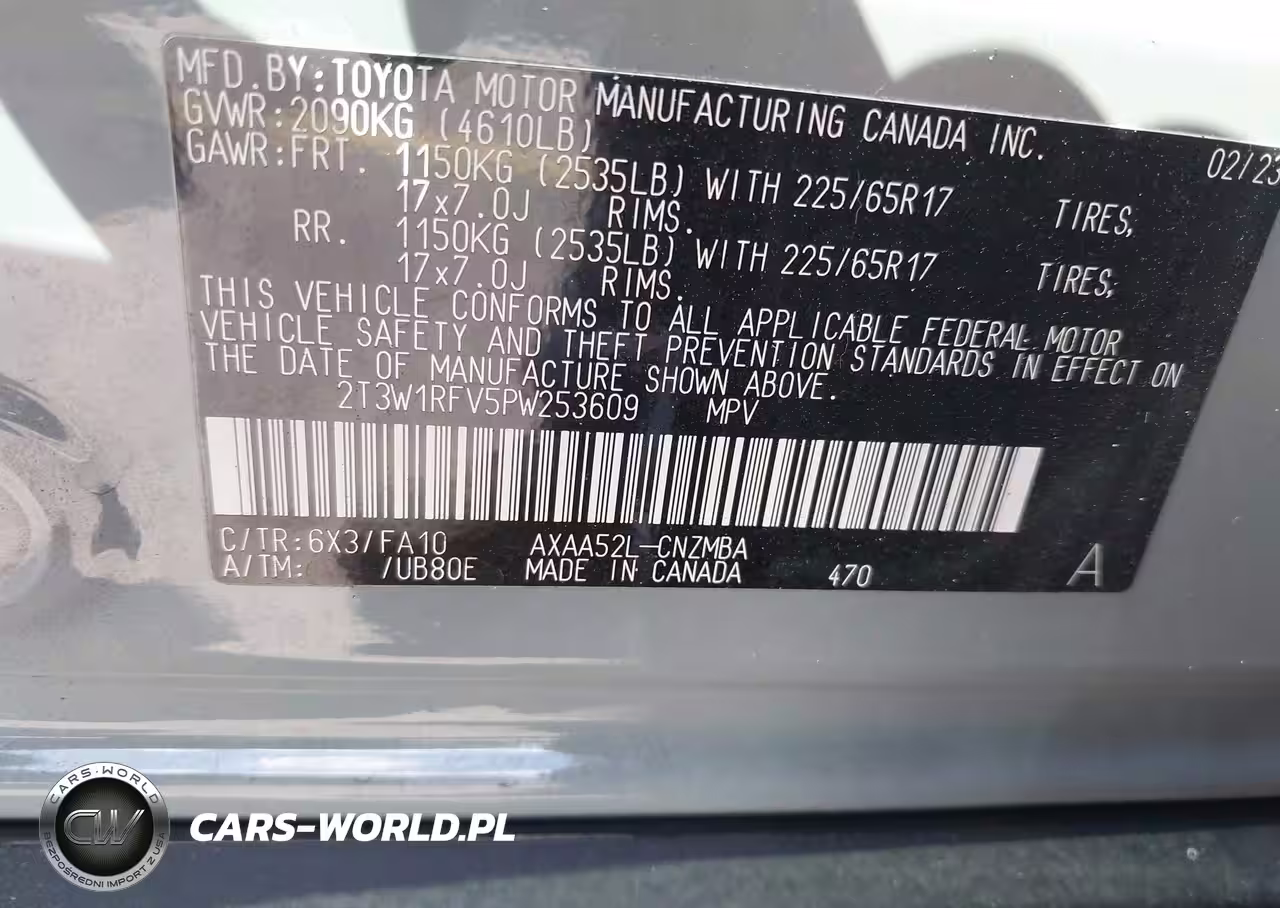 MFD.BY:TOYOTA MOTOR MANUFACTURING CANADA INC. 02/23
GVWR:2090KG (4610LB)
GAWR:FRT. 1150KG (2535LB) WITH 225/65R17 TIRES,
17x7.0J RIMS.
RR. 1150KG (2535LB) WITH 225/65R17 TIRES,
17x7.0J RIMS.
THIS VEHICLE CONFORMS TO ALL APPLICABLE FEDERAL MOTOR
VEHICLE SAFETY AND THEFT PREVENTION STANDARDS IN EFFECT ON
THE DATE OF MANUFACTURE SHOWN ABOVE.
2T3W1RFV5PW253609 MPV
C/TR:6X3/FA10 AXAA52L-CNZMBA
A/TM: /UB80E MADE IN CANADA 470 A
CARS-WORLD
CW
BEZPOŚREDNI IMPORT Z USA
CARS-WORLD.PL